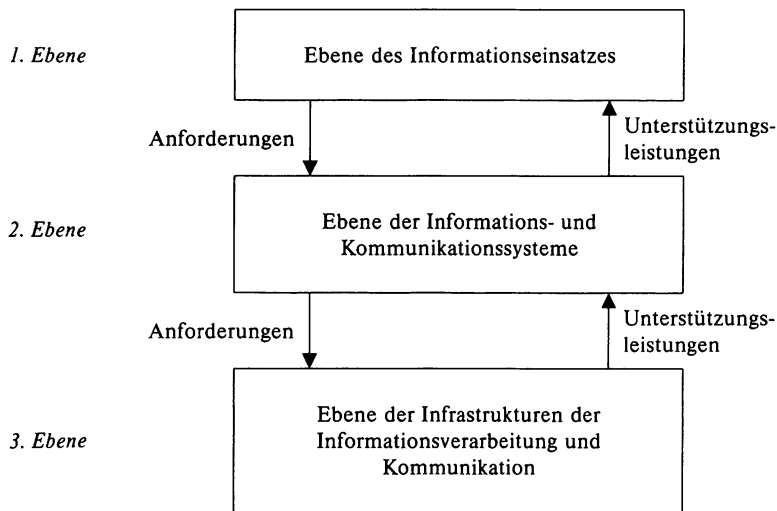 1. Ebene
Ebene des Informationseinsatzes
Anforderungen
Unterstützungs-
leistungen
2. Ebene
Ebene der Informations- und
Kommunikationssysteme
Anforderungen
Unterstützungs-
leistungen
3. Ebene
Ebene der Infrastrukturen der
Informationsverarbeitung und
Kommunikation